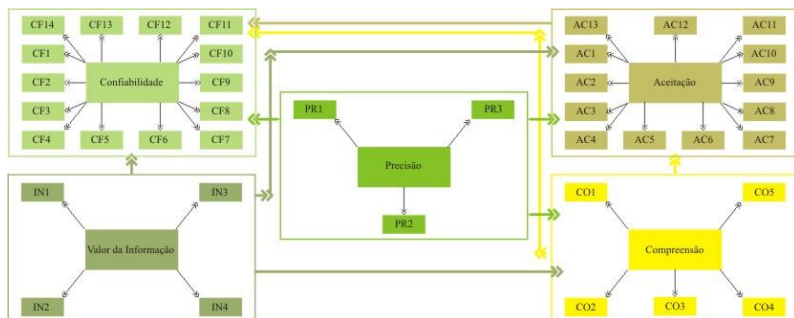 CF14 CF13 CF12 CF11
CF1 CF10
CF2 Confiabilidade CF9
CF3 CF8
CF4 CF5 CF6 CF7
AC13 AC12 AC11
AC1 AC10
AC2 Aceitação AC9
AC3 AC8
AC4 AC5 AC6 AC7
PR1 PR3
Precisão
PR2
IN1 IN3
Valor da Informação
IN2 IN4
CO1 CO5
Compreensão
CO2 CO3 CO4